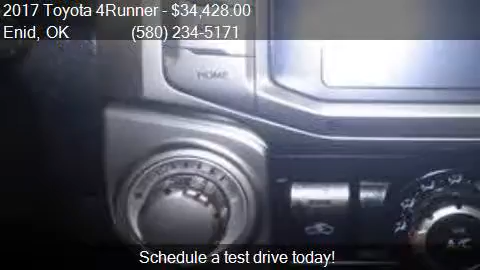 2017 Toyota 4Runner - $34,428.00
Enid, OK (580) 234-5171
HOME
A/C
Schedule a test drive today!